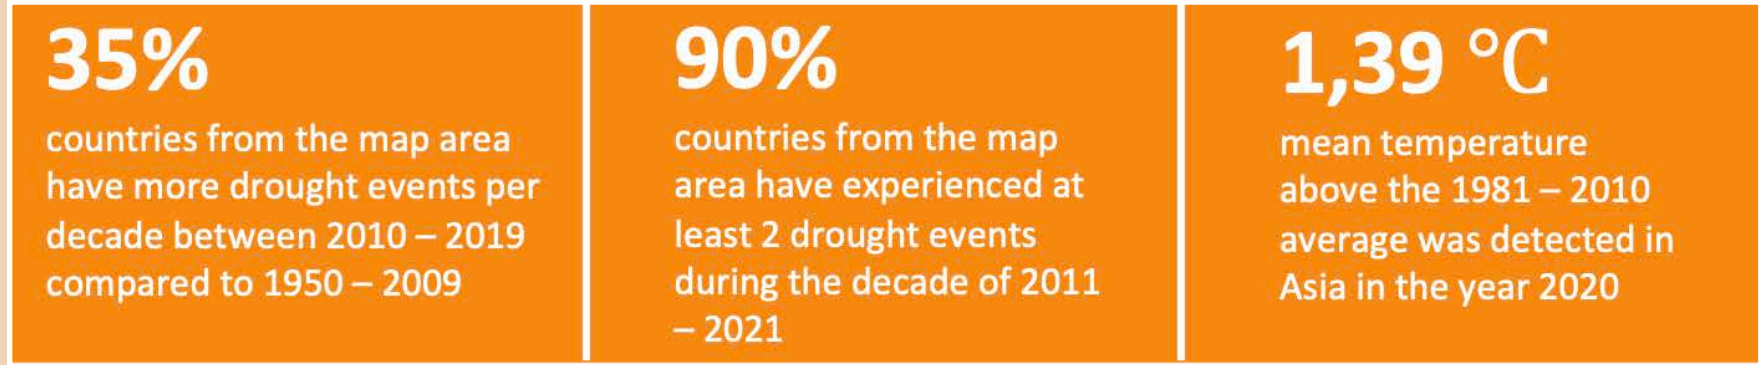 35%
countries from the map area
have more drought events per
decade between 2010 – 2019
compared to 1950 – 2009
90%
countries from the map
area have experienced at
least 2 drought events
during the decade of 2011
– 2021
1,39 °C
mean temperature
above the 1981 – 2010
average was detected in
Asia in the year 2020